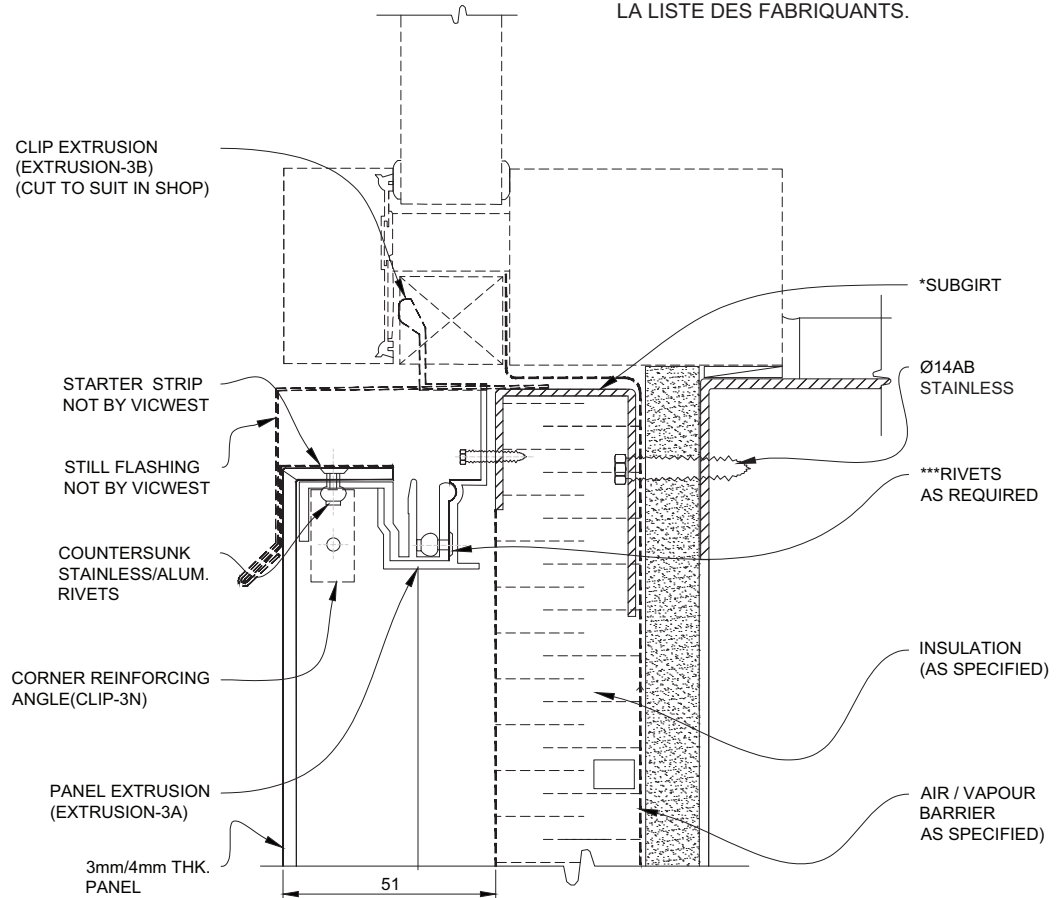 LA LISTE DES FABRIQUANTS.
CLIP EXTRUSION
(EXTRUSION-3B)
(CUT TO SUIT IN SHOP)
STARTER STRIP
NOT BY VICWEST
STILL FLASHING
NOT BY VICWEST
COUNTERSUNK
STAINLESS/ALUM.
RIVETS
CORNER REINFORCING
ANGLE(CLIP-3N)
PANEL EXTRUSION
(EXTRUSION-3A)
3mm/4mm THK.
PANEL
51
*SUBGIRT
Ø14AB
STAINLESS
***RIVETS
AS REQUIRED
INSULATION
(AS SPECIFIED)
AIR / VAPOUR
BARRIER
AS SPECIFIED)